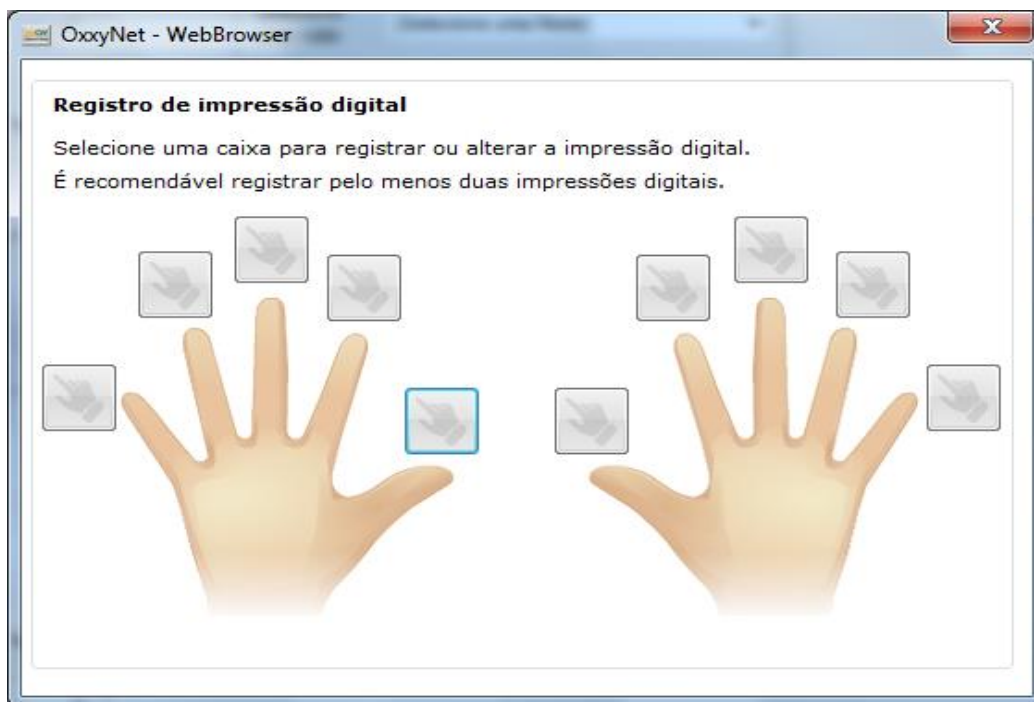 OxxyNet - WebBrowser
Registro de impressão digital
Selecione uma caixa para registrar ou alterar a impressão digital.
É recomendável registrar pelo menos duas impressões digitais.